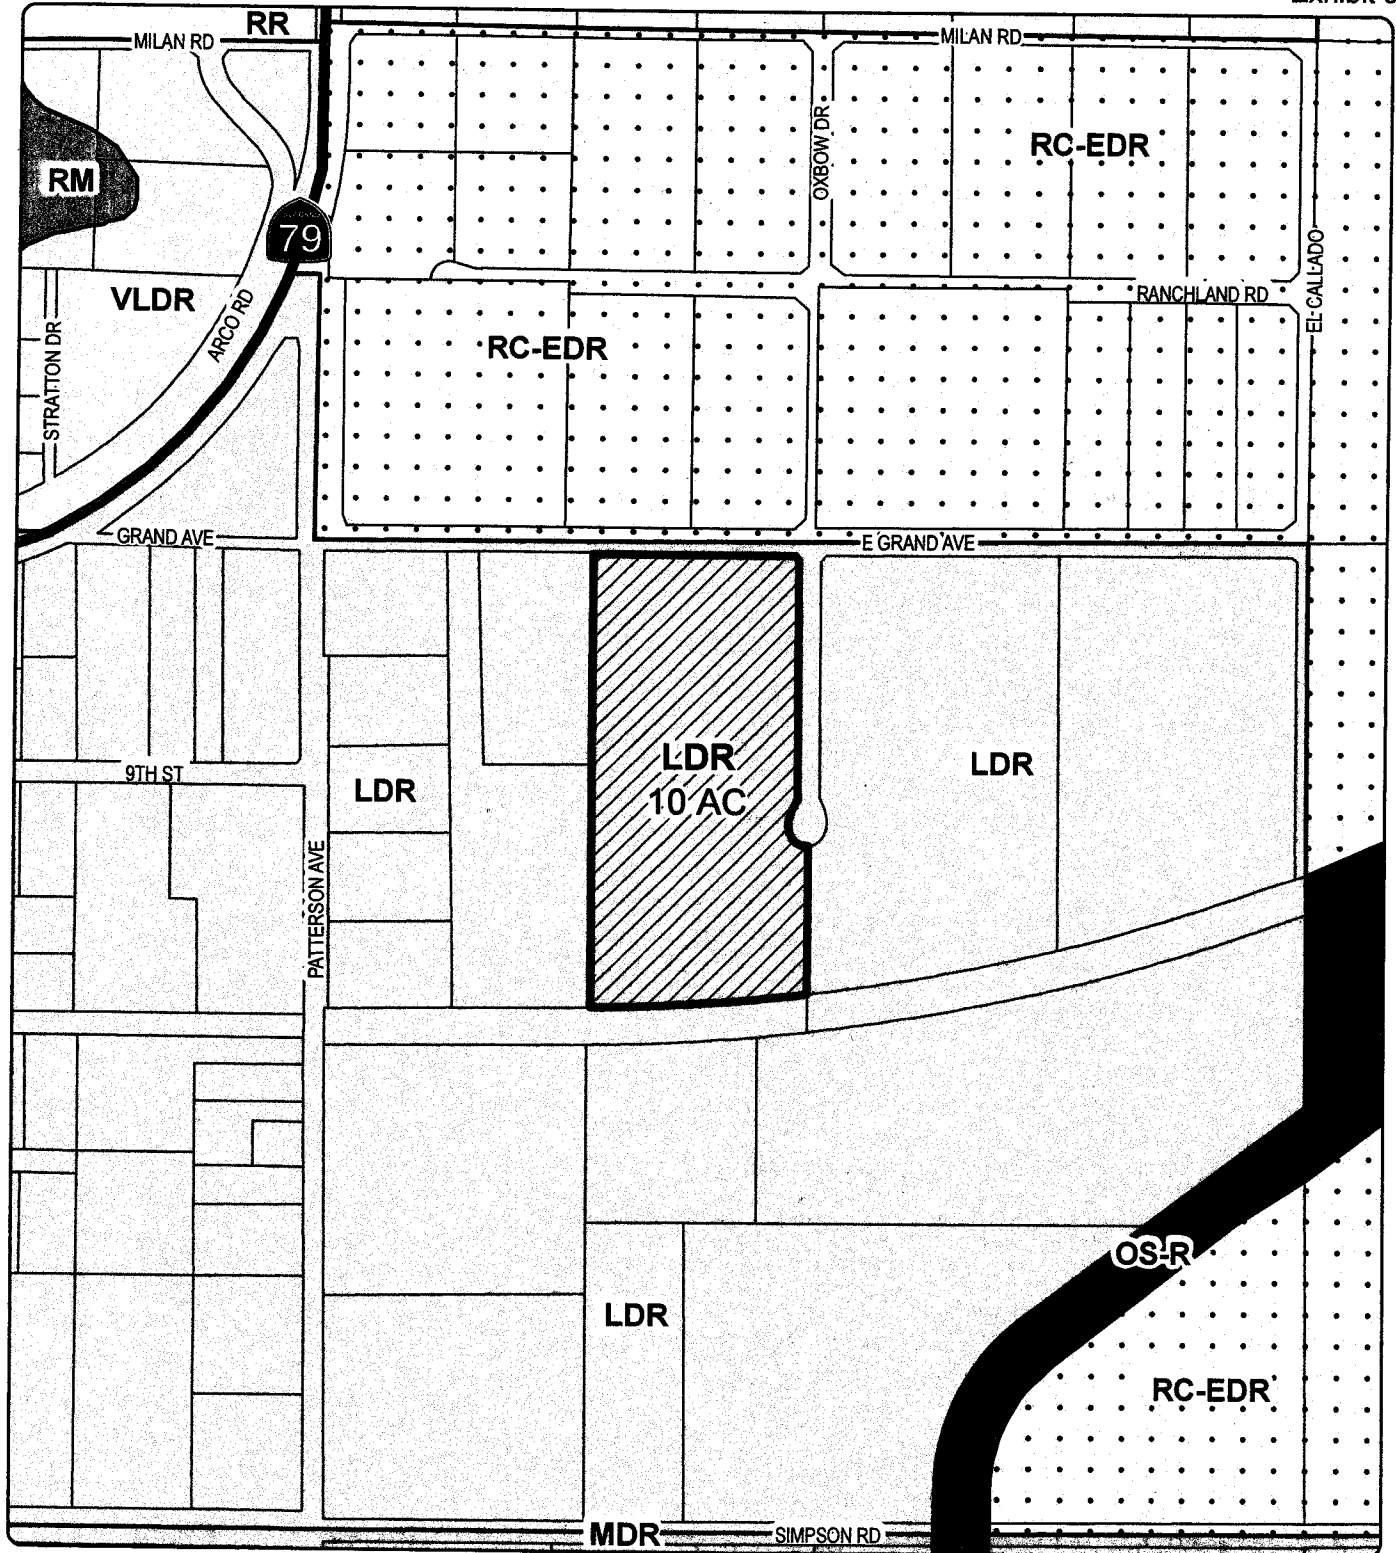 RR
MILAN RD
MILAN RD
OXBOW DR
RC-EDR
RM
79
EL CALLADO
VLDR
RANCHLAND RD
ARCO RD
RC-EDR
STRATTON DR
GRAND AVE
E GRAND AVE
LDR
10 AC
LDR
9TH ST
LDR
PATTERSON AVE
OS-R
LDR
RC-EDR
MDR
SIMPSON RD